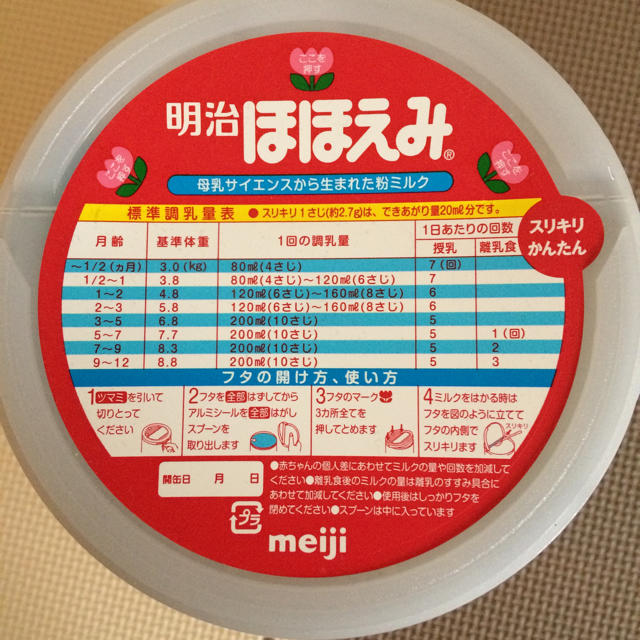 ここを
押す
明治ほほえみ®
ここを
押す
ここを
押す
母乳サイエンスから生まれた粉ミルク
標準調乳量表 ●スリキリ1さじ(約2.7g)は、できあがり量20mℓ分です。
スリキリ
かんたん
月齢 基準体重 1回の調乳量 1日あたりの回数
授乳 離乳食
～1/2(ヵ月) 3.0(kg) 80mℓ(4さじ) 7(回)
1/2～1 3.8 80mℓ(4さじ)～120mℓ(6さじ) 7
1～2 4.8 120mℓ(6さじ)～160mℓ(8さじ) 6
2～3 5.8 120mℓ(6さじ)～160mℓ(8さじ) 6
3～5 6.8 200mℓ(10さじ) 5
5～7 7.7 200mℓ(10さじ) 5 1(回)
7～9 8.3 200mℓ(10さじ) 5 2
9～12 8.8 200mℓ(10さじ) 5 3
フタの開け方、使い方
1ツマミを引いて
切りとって
ください
2フタを全部はずしてから
アルミシールを全部はがし
スプーンを
取り出します
3フタのマーク
3カ所全てを
押してとめます
4ミルクをはかる時は
フタを図のように立てて
フタの内側で
スリキリます
スリキリ
開缶日 月 日
●赤ちゃんの個人差にあわせてミルクの量や回数を加減して
ください●離乳食後のミルクの量は離乳のすすみ具合に
あわせて加減してください●使用後はしっかりフタを
閉めてください●スプーンは中に入っています
プラ
meiji